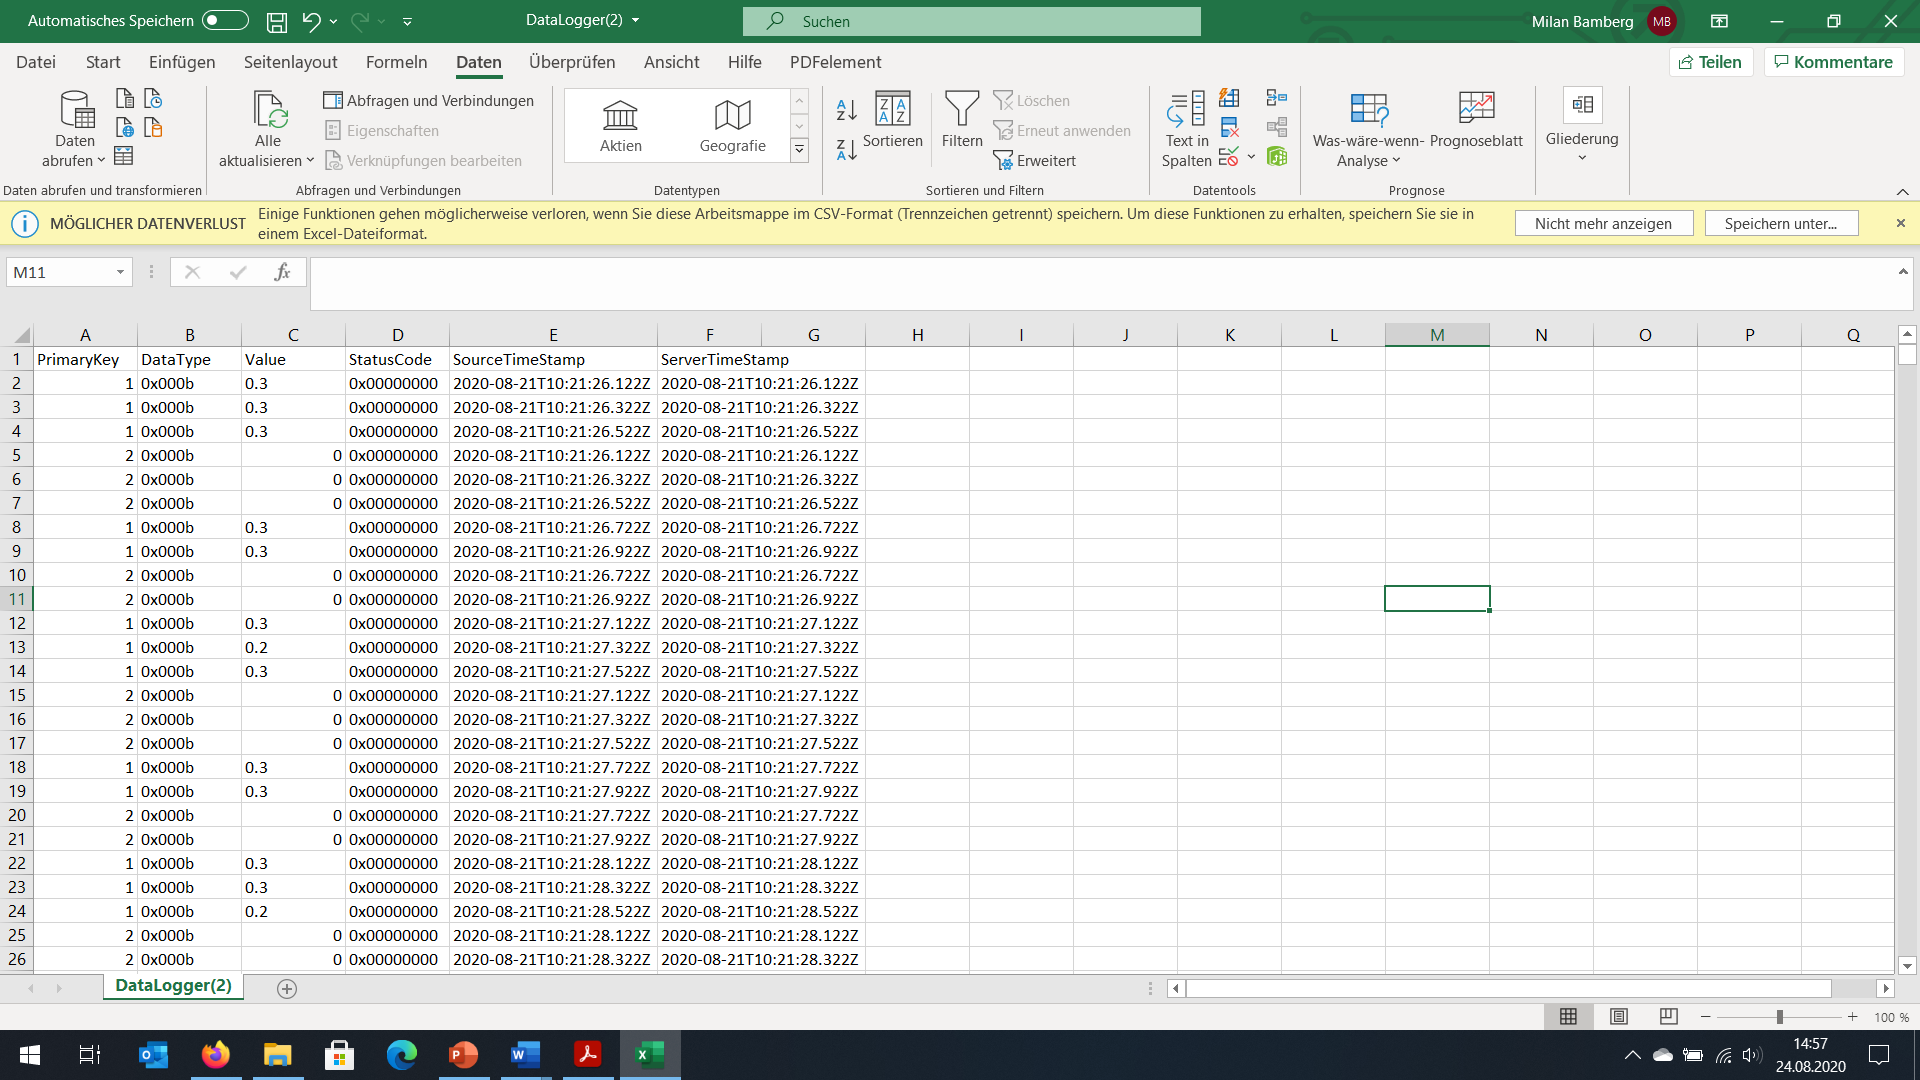 Automatisches Speichern
DataLogger(2)
Suchen
Milan Bamberg MB
Datei Start Einfügen Seitenlayout Formeln Daten Überprüfen Ansicht Hilfe PDFelement Teilen Kommentare
Daten abrufen
Daten abrufen und transformieren
Alle aktualisieren
Abfragen und Verbindungen
Eigenschaften
Verknüpfungen bearbeiten
Abfragen und Verbindungen
Aktien
Geografie
Datentypen
Sortieren
Filtern
Löschen
Erneut anwenden
Erweitert
Sortieren und Filtern
Text in Spalten
Datentools
Was-wäre-wenn-Analyse
Prognoseblatt
Prognose
Gliederung
MÖGLICHER DATENVERLUST
Einige Funktionen gehen möglicherweise verloren, wenn Sie diese Arbeitsmappe im CSV-Format (Trennzeichen getrennt) speichern. Um diese Funktionen zu erhalten, speichern Sie sie in
einem Excel-Dateiformat.
Nicht mehr anzeigen
Speichern unter...
M11
fx
A B C D E F G H I J K L M N O P Q
1 PrimaryKey DataType Value StatusCode SourceTimeStamp ServerTimeStamp
2 1 0x000b 0.3 0x00000000 2020-08-21T10:21:26.122Z 2020-08-21T10:21:26.122Z
3 1 0x000b 0.3 0x00000000 2020-08-21T10:21:26.322Z 2020-08-21T10:21:26.322Z
4 1 0x000b 0.3 0x00000000 2020-08-21T10:21:26.522Z 2020-08-21T10:21:26.522Z
5 2 0x000b 0 0x00000000 2020-08-21T10:21:26.122Z 2020-08-21T10:21:26.122Z
6 2 0x000b 0 0x00000000 2020-08-21T10:21:26.322Z 2020-08-21T10:21:26.322Z
7 2 0x000b 0 0x00000000 2020-08-21T10:21:26.522Z 2020-08-21T10:21:26.522Z
8 1 0x000b 0.3 0x00000000 2020-08-21T10:21:26.722Z 2020-08-21T10:21:26.722Z
9 1 0x000b 0.3 0x00000000 2020-08-21T10:21:26.922Z 2020-08-21T10:21:26.922Z
10 2 0x000b 0 0x00000000 2020-08-21T10:21:26.722Z 2020-08-21T10:21:26.722Z
11 2 0x000b 0 0x00000000 2020-08-21T10:21:26.922Z 2020-08-21T10:21:26.922Z
12 1 0x000b 0.3 0x00000000 2020-08-21T10:21:27.122Z 2020-08-21T10:21:27.122Z
13 1 0x000b 0.2 0x00000000 2020-08-21T10:21:27.322Z 2020-08-21T10:21:27.322Z
14 1 0x000b 0.3 0x00000000 2020-08-21T10:21:27.522Z 2020-08-21T10:21:27.522Z
15 2 0x000b 0 0x00000000 2020-08-21T10:21:27.122Z 2020-08-21T10:21:27.122Z
16 2 0x000b 0 0x00000000 2020-08-21T10:21:27.322Z 2020-08-21T10:21:27.322Z
17 2 0x000b 0 0x00000000 2020-08-21T10:21:27.522Z 2020-08-21T10:21:27.522Z
18 1 0x000b 0.3 0x00000000 2020-08-21T10:21:27.722Z 2020-08-21T10:21:27.722Z
19 1 0x000b 0.3 0x00000000 2020-08-21T10:21:27.922Z 2020-08-21T10:21:27.922Z
20 2 0x000b 0 0x00000000 2020-08-21T10:21:27.722Z 2020-08-21T10:21:27.722Z
21 2 0x000b 0 0x00000000 2020-08-21T10:21:27.922Z 2020-08-21T10:21:27.922Z
22 1 0x000b 0.3 0x00000000 2020-08-21T10:21:28.122Z 2020-08-21T10:21:28.122Z
23 1 0x000b 0.3 0x00000000 2020-08-21T10:21:28.322Z 2020-08-21T10:21:28.322Z
24 1 0x000b 0.2 0x00000000 2020-08-21T10:21:28.522Z 2020-08-21T10:21:28.522Z
25 2 0x000b 0 0x00000000 2020-08-21T10:21:28.122Z 2020-08-21T10:21:28.122Z
26 2 0x000b 0 0x00000000 2020-08-21T10:21:28.322Z 2020-08-21T10:21:28.322Z
DataLogger(2)
100 %
14:57
24.08.2020